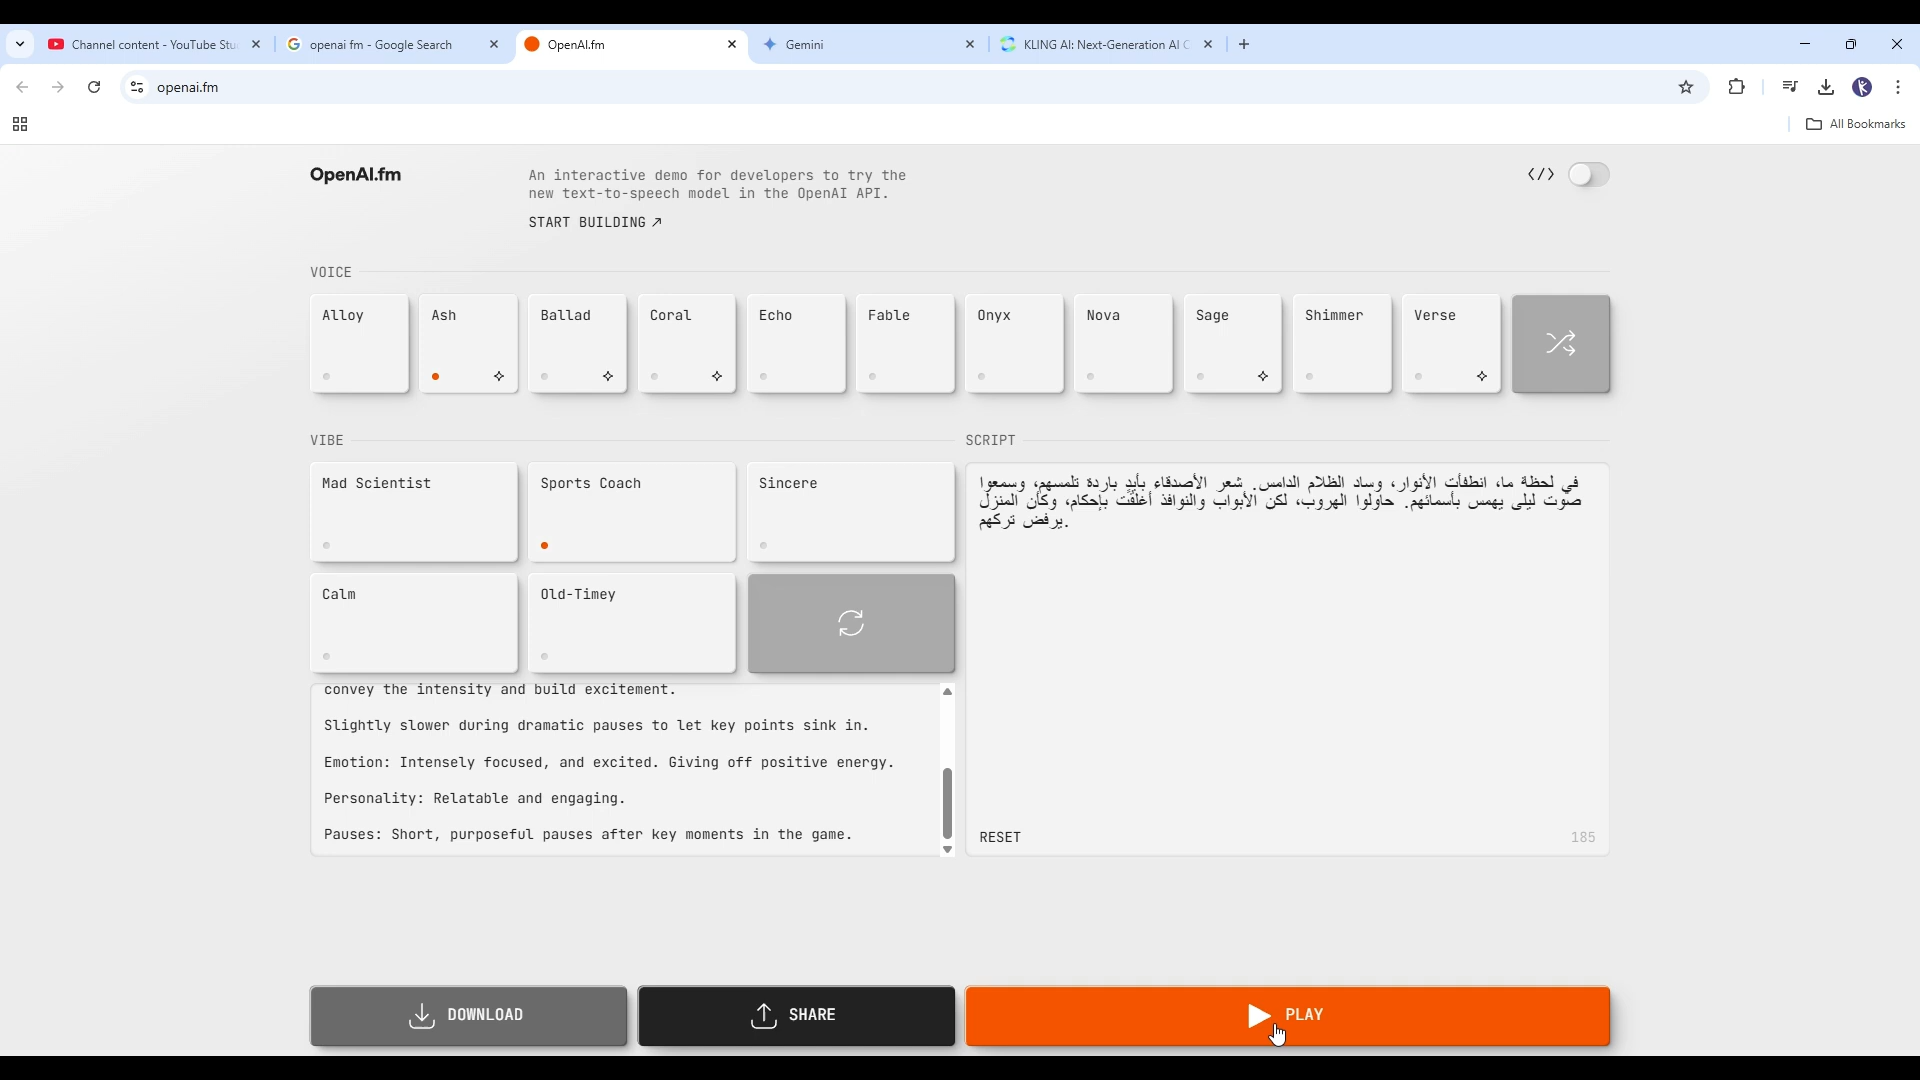 Channel content - YouTube Stu
openai fm - Google Search
OpenAI.fm
Gemini
KLING AI: Next-Generation AI C
openai.fm
All Bookmarks
OpenAI.fm
An interactive demo for developers to try the
new text-to-speech model in the OpenAI API.
START BUILDING ↗
</>
VOICE
Alloy
Ash
Ballad
Coral
Echo
Fable
Onyx
Nova
Sage
Shimmer
Verse
VIBE
Mad Scientist
Sports Coach
Sincere
Calm
Old-Timey
convey the intensity and build excitement.
Slightly slower during dramatic pauses to let key points sink in.
Emotion: Intensely focused, and excited. Giving off positive energy.
Personality: Relatable and engaging.
Pauses: Short, purposeful pauses after key moments in the game.
SCRIPT
في لحظة ما، انطفأت الأنوار، وساد الظلام الدامس. شعر الأصدقاء بأيدٍ باردة تلمسهم، وسمعوا
صوت ليلى يهمس بأسمائهم. حاولوا الهروب، لكن الأبواب والنوافذ أغلقت بإحكام، وكأن المنزل
يرفض تركهم.
RESET
185
DOWNLOAD
SHARE
PLAY